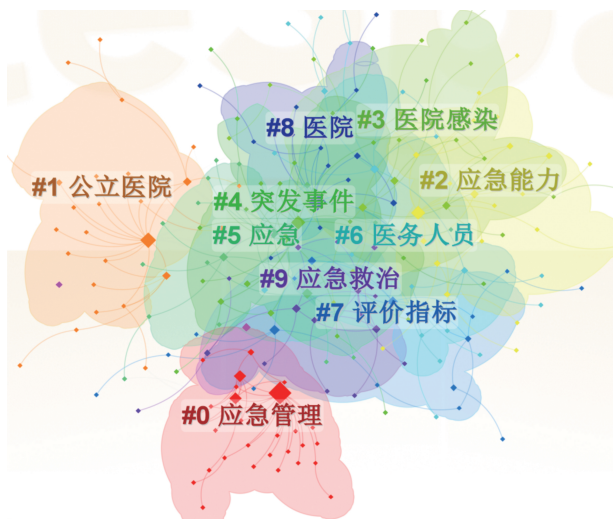 #8 医院
#3 医院感染
#1 公立医院
#2 应急能力
#4 突发事件
#5 应急
#6 医务人员
#9 应急救治
#7 评价指标
#0 应急管理